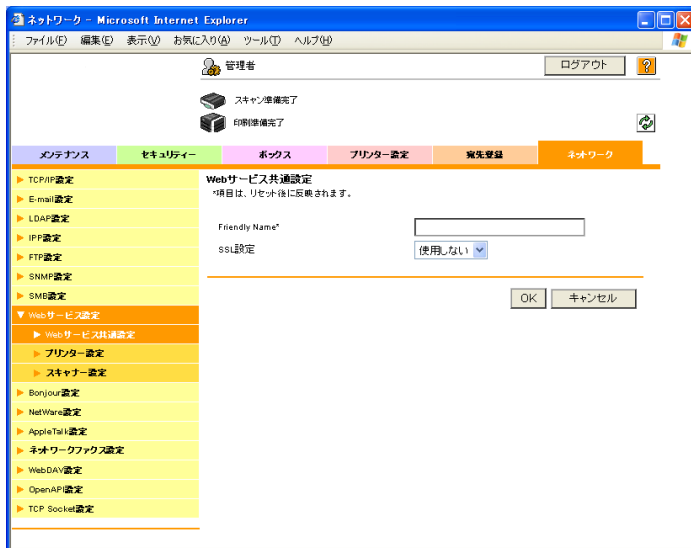 ネットワーク - Microsoft Internet Explorer
ファイル(F) 編集(E) 表示(V) お気に入り(A) ツール(T) ヘルプ(H)
管理者
ログアウト
?
スキャン準備完了
印刷準備完了
メンテナンス セキュリティー ボックス プリンター設定 宛先登録 ネットワーク
TCP/IP設定
E-mail設定
LDAP設定
IPP設定
FTP設定
SNMP設定
SMB設定
Webサービス設定
Webサービス共通設定
プリンター設定
スキャナー設定
Bonjour設定
NetWare設定
AppleTalk設定
ネットワークファクス設定
WebDAV設定
OpenAPI設定
TCP Socket設定
Webサービス共通設定
*項目は、リセット後に反映されます。
Friendly Name*
SSL設定 使用しない
OK キャンセル